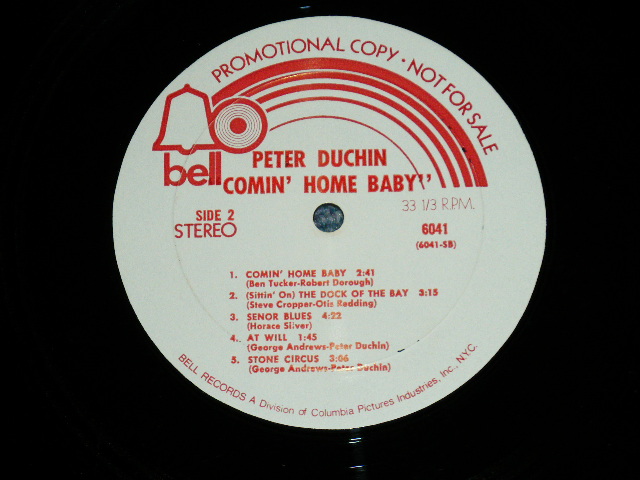 PROMOTIONAL COPY · NOT FOR SALE
bell
PETER DUCHIN
COMIN' HOME BABY''
33 1/3 R.P.M.
SIDE 2
STEREO
6041
(6041-SB)
1. COMIN' HOME BABY 2:41
(Ben Tucker-Robert Dorough)
2. (Sittin' On) THE DOCK OF THE BAY 3:15
(Steve Cropper-Otis Redding)
3. SENOR BLUES 4:22
(Horace Silver)
4. AT WILL 1:45
(George Andrews-Peter Duchin)
5. STONE CIRCUS 3:06
(George Andrews-Peter Duchin)
BELL RECORDS A Division of Columbia Pictures Industries, Inc., N.Y.C.